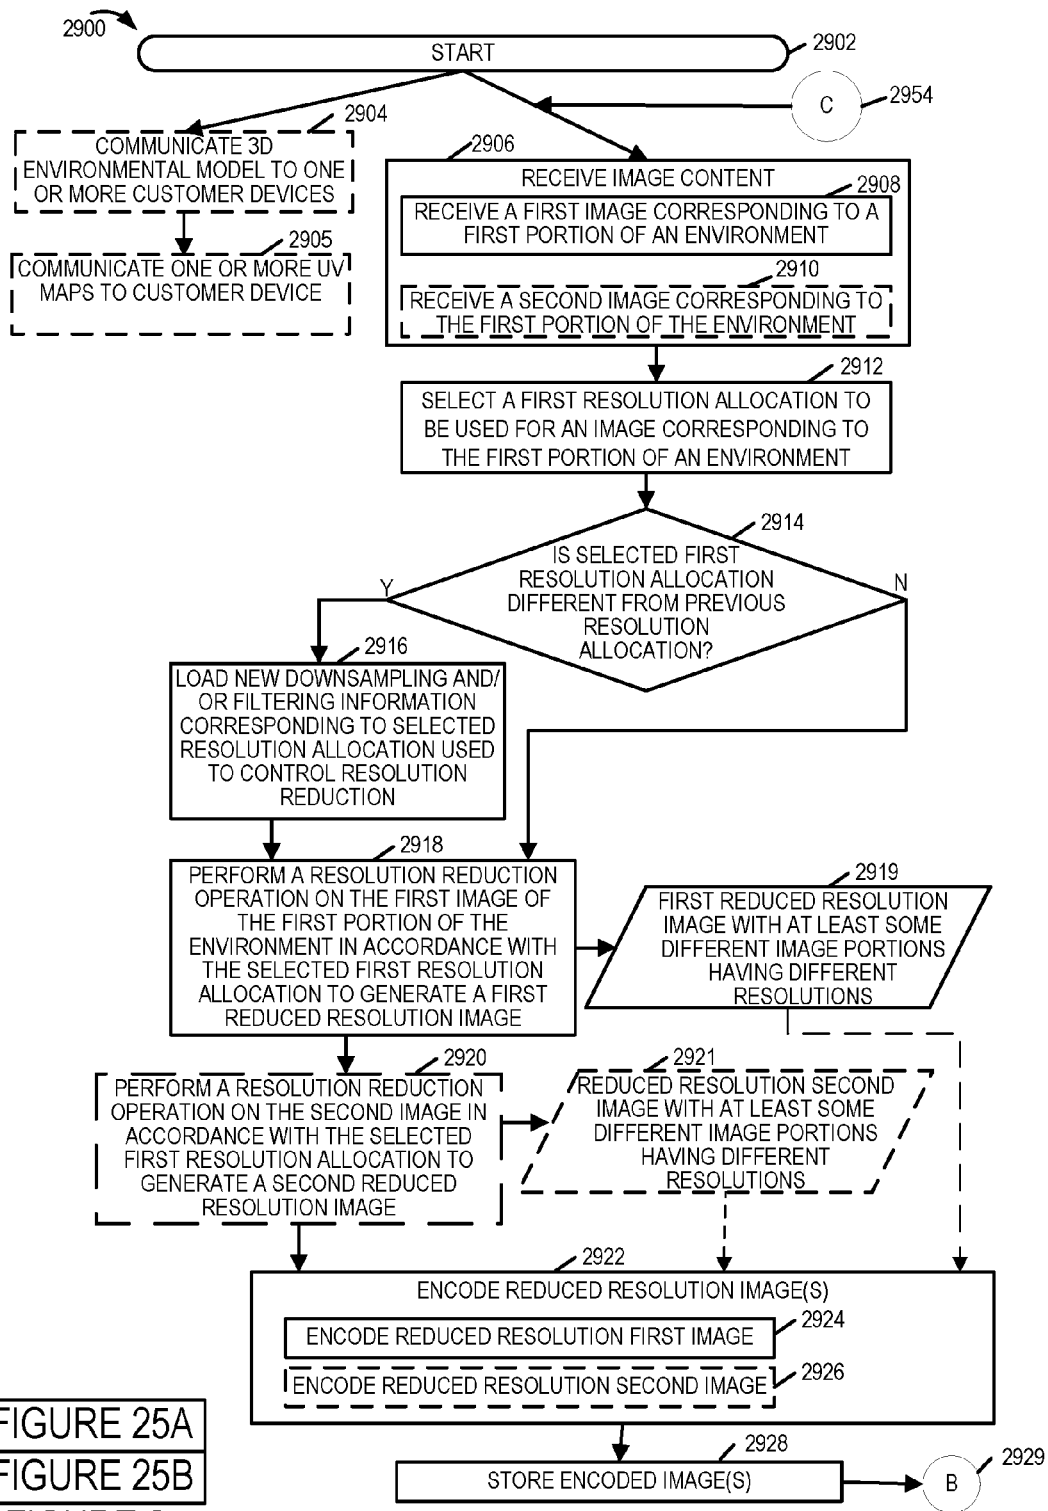 2900
START
2902
C
2954
2904
COMMUNICATE 3D
ENVIRONMENTAL MODEL TO ONE
OR MORE CUSTOMER DEVICES
2905
COMMUNICATE ONE OR MORE UV
MAPS TO CUSTOMER DEVICE
2906
RECEIVE IMAGE CONTENT
2908
RECEIVE A FIRST IMAGE CORRESPONDING TO A
FIRST PORTION OF AN ENVIRONMENT
2910
RECEIVE A SECOND IMAGE CORRESPONDING TO
THE FIRST PORTION OF THE ENVIRONMENT
2912
SELECT A FIRST RESOLUTION ALLOCATION TO
BE USED FOR AN IMAGE CORRESPONDING TO
THE FIRST PORTION OF AN ENVIRONMENT
2914
IS SELECTED FIRST
RESOLUTION ALLOCATION
DIFFERENT FROM PREVIOUS
RESOLUTION
ALLOCATION?
Y
N
2916
LOAD NEW DOWNSAMPLING AND/
OR FILTERING INFORMATION
CORRESPONDING TO SELECTED
RESOLUTION ALLOCATION USED
TO CONTROL RESOLUTION
REDUCTION
2918
PERFORM A RESOLUTION REDUCTION
OPERATION ON THE FIRST IMAGE OF
THE FIRST PORTION OF THE
ENVIRONMENT IN ACCORDANCE WITH
THE SELECTED FIRST RESOLUTION
ALLOCATION TO GENERATE A FIRST
REDUCED RESOLUTION IMAGE
2919
FIRST REDUCED RESOLUTION
IMAGE WITH AT LEAST SOME
DIFFERENT IMAGE PORTIONS
HAVING DIFFERENT
RESOLUTIONS
2920
PERFORM A RESOLUTION REDUCTION
OPERATION ON THE SECOND IMAGE IN
ACCORDANCE WITH THE SELECTED
FIRST RESOLUTION ALLOCATION TO
GENERATE A SECOND REDUCED
RESOLUTION IMAGE
2921
REDUCED RESOLUTION SECOND
IMAGE WITH AT LEAST SOME
DIFFERENT IMAGE PORTIONS
HAVING DIFFERENT
RESOLUTIONS
2922
ENCODE REDUCED RESOLUTION IMAGE(S)
2924
ENCODE REDUCED RESOLUTION FIRST IMAGE
2926
ENCODE REDUCED RESOLUTION SECOND IMAGE
FIGURE 25A
FIGURE 25B
2928
STORE ENCODED IMAGE(S)
B
2929